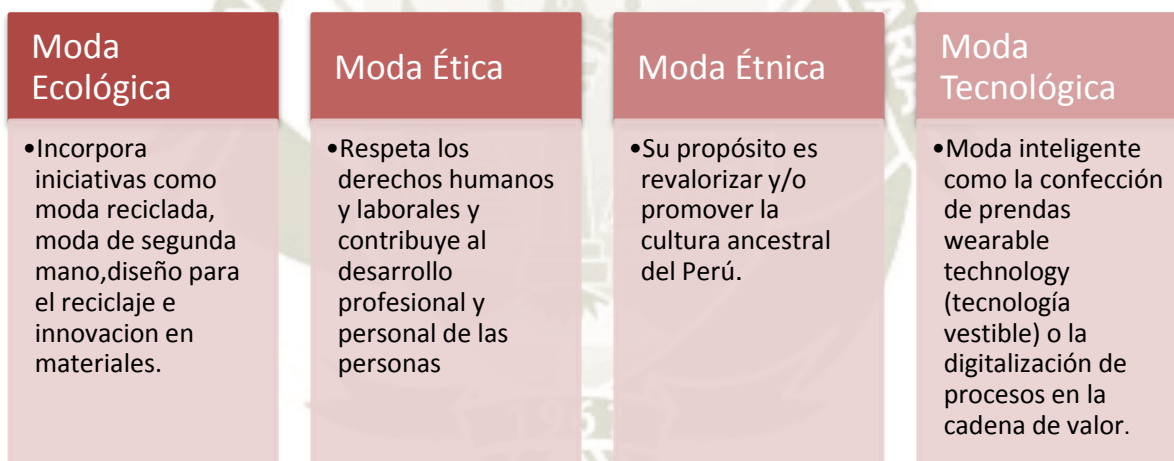 Moda
Ecológica
•Incorpora
iniciativas como
moda reciclada,
moda de segunda
mano,diseño para
el reciclaje e
innovacion en
materiales.
Moda Ética
•Respeta los
derechos humanos
y laborales y
contribuye al
desarrollo
profesional y
personal de las
personas
Moda Étnica
•Su propósito es
revalorizar y/o
promover la
cultura ancestral
del Perú.
Moda
Tecnológica
•Moda inteligente
como la confección
de prendas
wearable
technology
(tecnología
vestible) o la
digitalización de
procesos en la
cadena de valor.